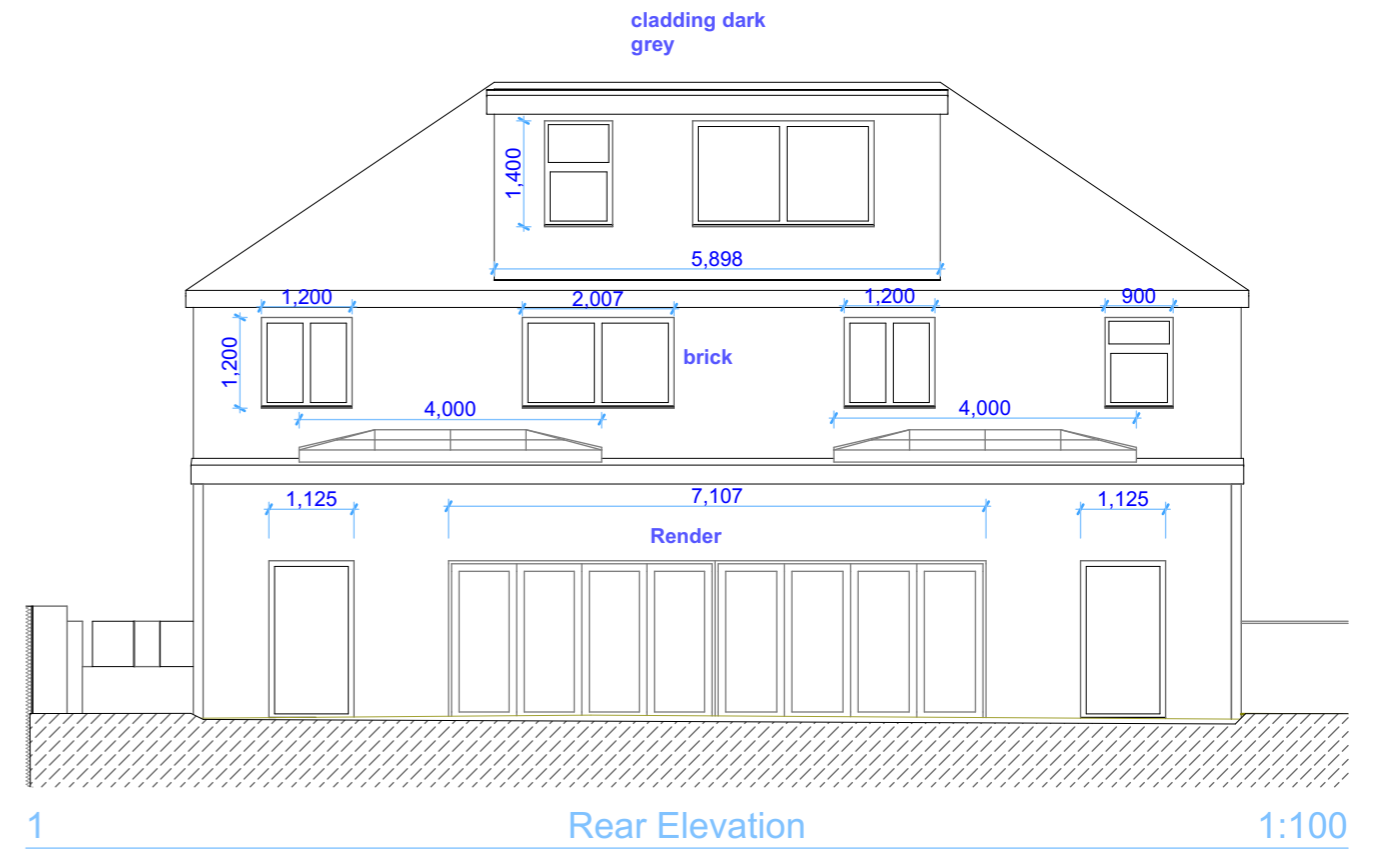 cladding dark
grey
1,400
5,898
1,200
2,007
1,200
900
1,200
brick
4,000
4,000
1,125
7,107
1,125
Render
1
Rear Elevation
1:100